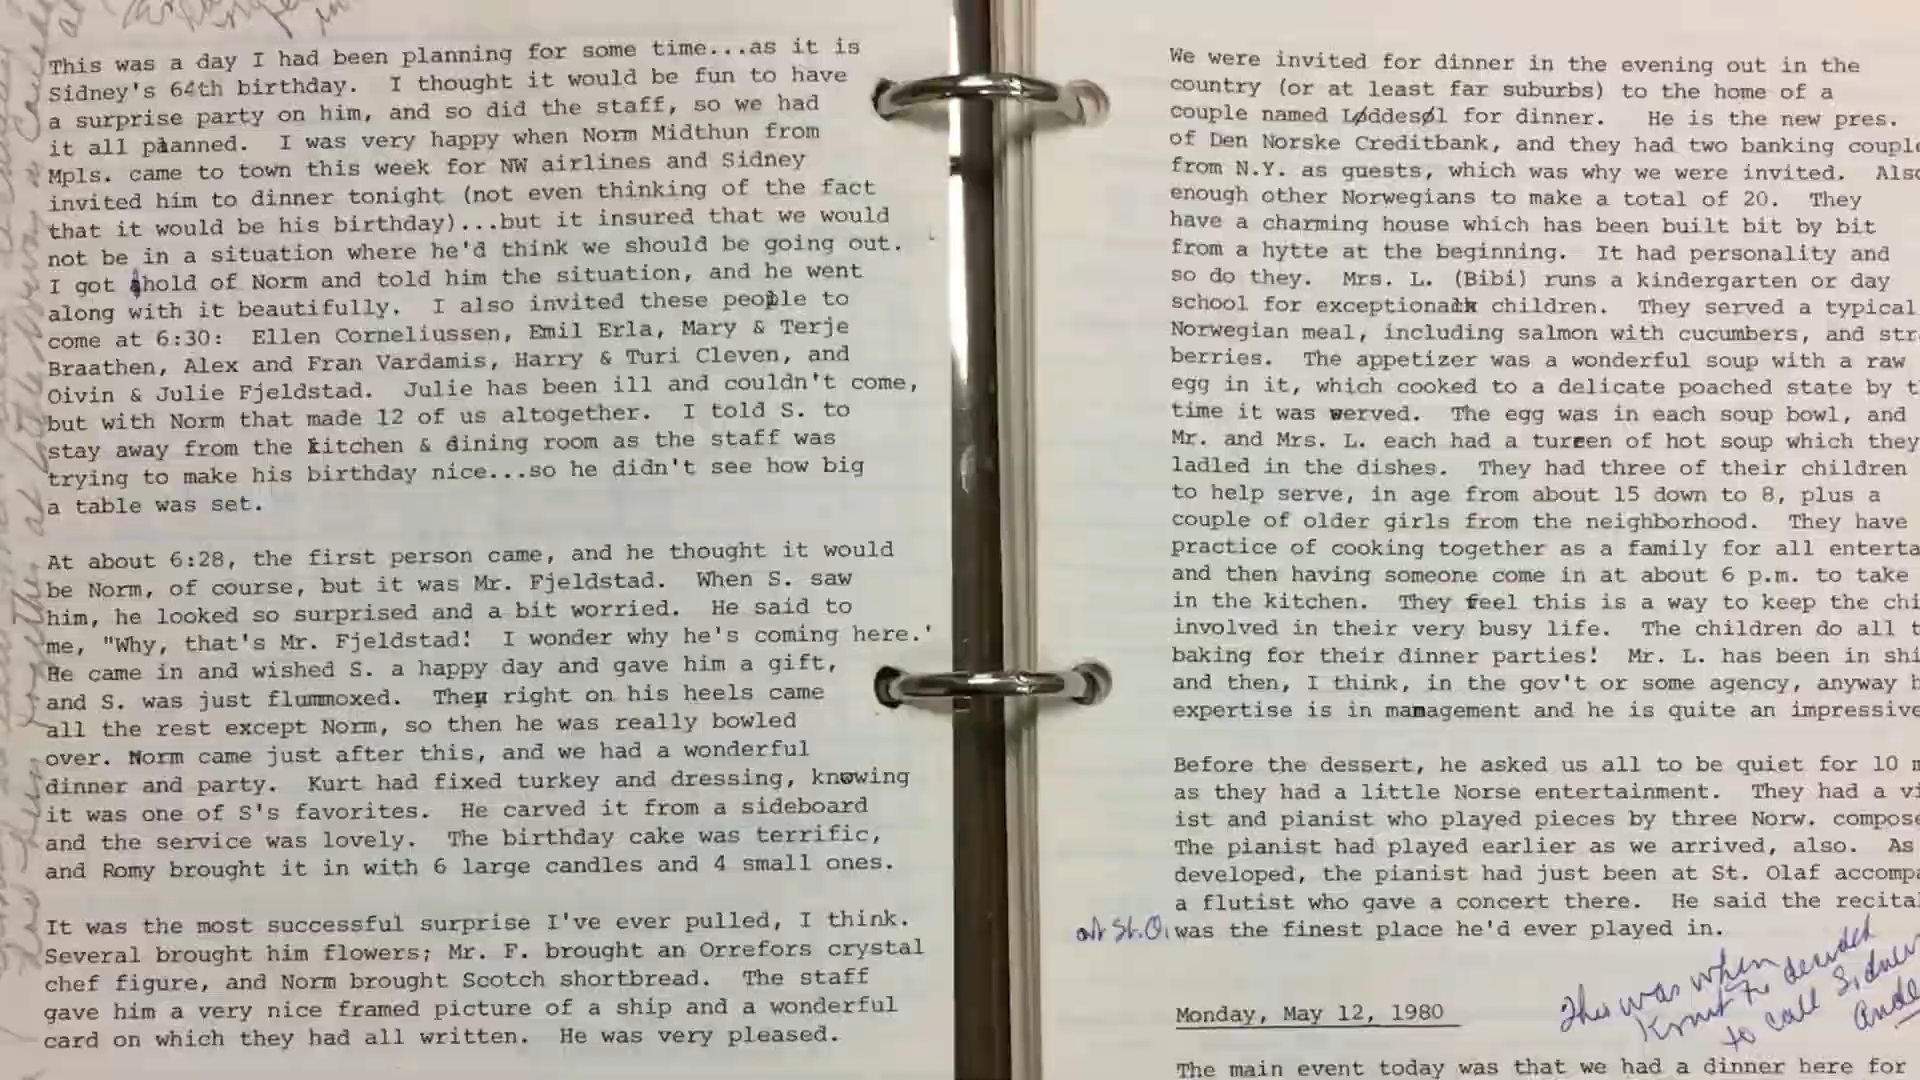 This was a day I had been planning for some time...as it is
Sidney's 64th birthday. I thought it would be fun to have
a surprise party on him, and so did the staff, so we had
it all planned. I was very happy when Norm Midthun from
Mpls. came to town this week for NW airlines and Sidney
invited him to dinner tonight (not even thinking of the fact
that it would be his birthday)...but it insured that we would
not be in a situation where he'd think we should be going out.
I got hold of Norm and told him the situation, and he went
along with it beautifully. I also invited these people to
come at 6:30: Ellen Corneliussen, Emil Erla, Mary & Terje
Braathen, Alex and Fran Vardamis, Harry & Turi Cleven, and
Oivin & Julie Fjeldstad. Julie has been ill and couldn't come,
but with Norm that made 12 of us altogether. I told S. to
stay away from the kitchen & dining room as the staff was
trying to make his birthday nice...so he didn't see how big
a table was set.
At about 6:28, the first person came, and he thought it would
be Norm, of course, but it was Mr. Fjeldstad. When S. saw
him, he looked so surprised and a bit worried. He said to
me, "Why, that's Mr. Fjeldstad! I wonder why he's coming here.'
He came in and wished S. a happy day and gave him a gift,
and S. was just flummoxed. Then right on his heels came
all the rest except Norm, so then he was really bowled
over. Norm came just after this, and we had a wonderful
dinner and party. Kurt had fixed turkey and dressing, knowing
it was one of S's favorites. He carved it from a sideboard
and the service was lovely. The birthday cake was terrific,
and Romy brought it in with 6 large candles and 4 small ones.
It was the most successful surprise I've ever pulled, I think.
Several brought him flowers; Mr. F. brought an Orrefors crystal
chef figure, and Norm brought Scotch shortbread. The staff
gave him a very nice framed picture of a ship and a wonderful
card on which they had all written. He was very pleased.
We were invited for dinner in the evening out in the
country (or at least far suburbs) to the home of a
couple named Løddesøl for dinner. He is the new pres.
of Den Norske Creditbank, and they had two banking coupl
from N.Y. as guests, which was why we were invited. Also
enough other Norwegians to make a total of 20. They
have a charming house which has been built bit by bit
from a hytte at the beginning. It had personality and
so do they. Mrs. L. (Bibi) runs a kindergarten or day
school for exceptional children. They served a typical
Norwegian meal, including salmon with cucumbers, and str
berries. The appetizer was a wonderful soup with a raw
egg in it, which cooked to a delicate poached state by t
time it was werved. The egg was in each soup bowl, and
Mr. and Mrs. L. each had a tureen of hot soup which they
ladled in the dishes. They had three of their children
to help serve, in age from about 15 down to 8, plus a
couple of older girls from the neighborhood. They have
practice of cooking together as a family for all enterta
and then having someone come in at about 6 p.m. to take
in the kitchen. They feel this is a way to keep the chi
involved in their very busy life. The children do all t
baking for their dinner parties! Mr. L. has been in shi
and then, I think, in the gov't or some agency, anyway h
expertise is in management and he is quite an impressive
Before the dessert, he asked us all to be quiet for 10 m
as they had a little Norse entertainment. They had a vi
ist and pianist who played pieces by three Norw. compose
The pianist had played earlier as we arrived, also. As
developed, the pianist had just been at St. Olaf accompa
a flutist who gave a concert there. He said the recital
at St. O. was the finest place he'd ever played in.
This was when
Knut decided
to call Sidney
Monday, May 12, 1980
The main event today was that we had a dinner here for